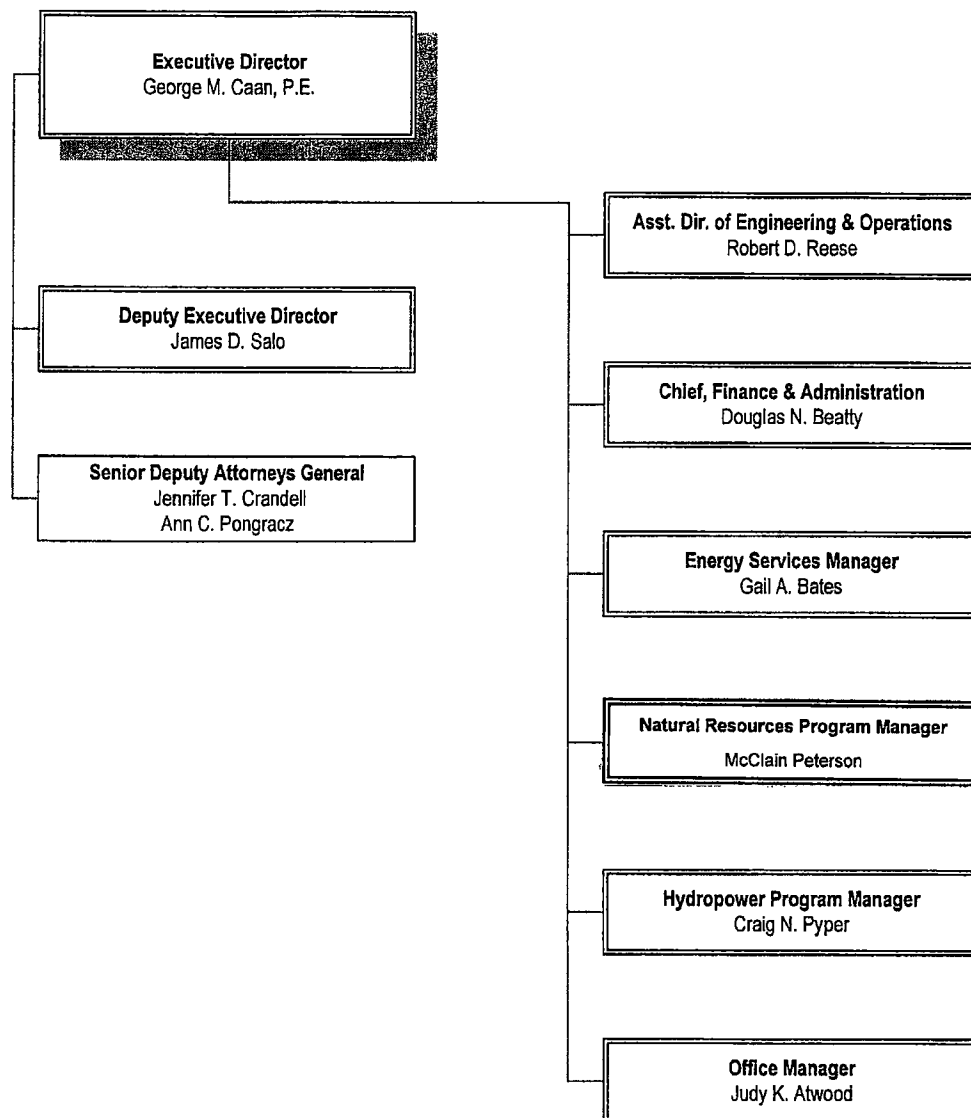 Executive Director
George M. Caan, P.E.
Asst. Dir. of Engineering & Operations
Robert D. Reese
Deputy Executive Director
James D. Salo
Chief, Finance & Administration
Douglas N. Beatty
Senior Deputy Attorneys General
Jennifer T. Crandell
Ann C. Pongracz
Energy Services Manager
Gail A. Bates
Natural Resources Program Manager
McClain Peterson
Hydropower Program Manager
Craig N. Pyper
Office Manager
Judy K. Atwood